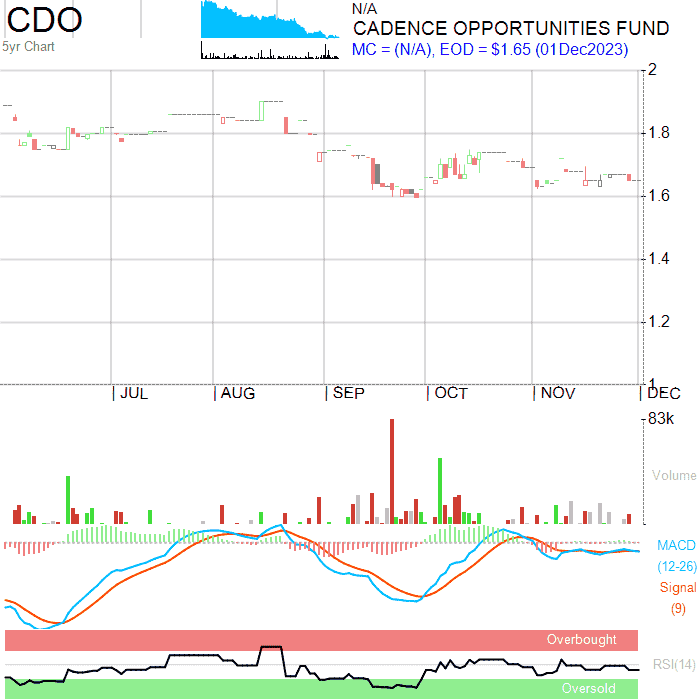 CDO
5yr Chart
N/A
CADENCE OPPORTUNITIES FUND
MC = (N/A), EOD = $1.65 (01Dec2023)
2
1.8
1.6
1.4
1.2
1
JUL AUG SEP OCT NOV DEC
83k
Volume
MACD
(12-26)
Signal
(9)
Overbought
RSI(14)
Oversold